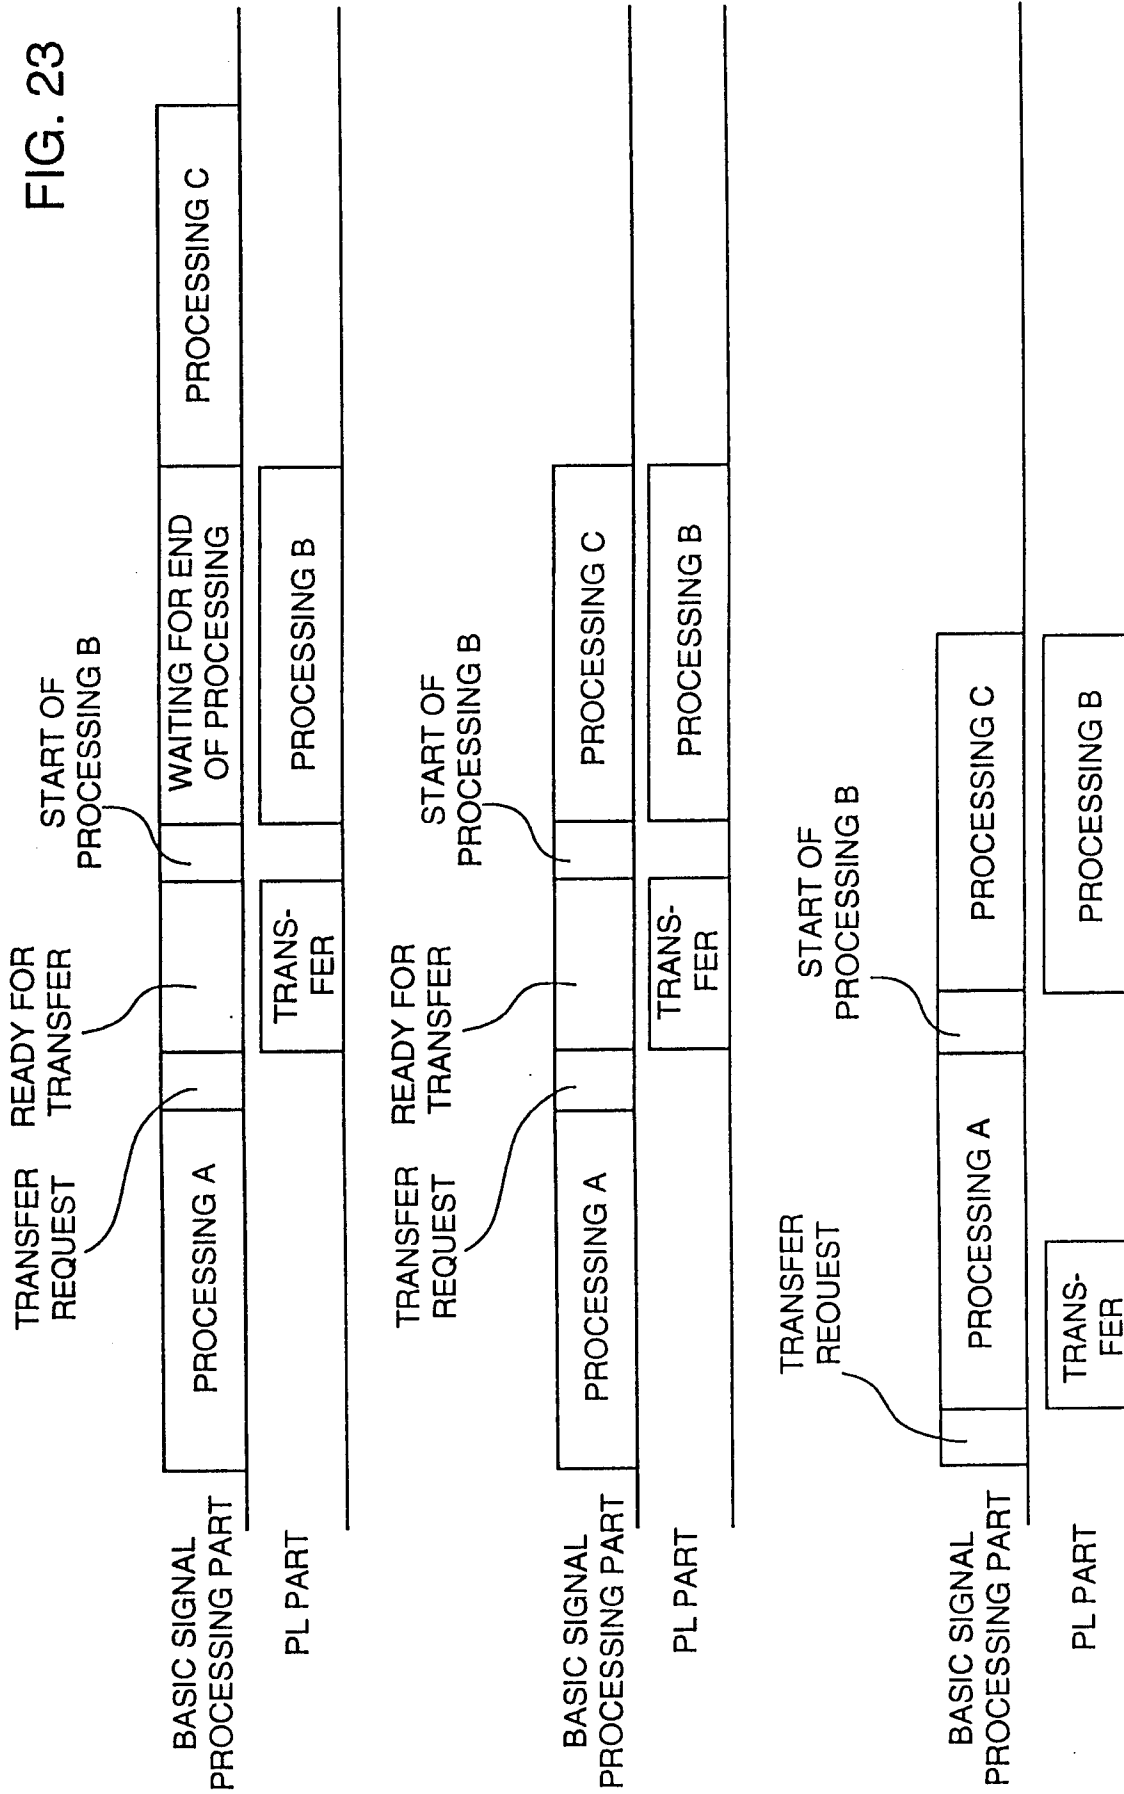 FIG. 23
TRANSFER
REQUEST
READY FOR
TRANSFER
START OF
PROCESSING B
BASIC SIGNAL
PROCESSING PART
PROCESSING A
WAITING FOR END
OF PROCESSING
PROCESSING C
PL PART
TRANS-
FER
PROCESSING B
TRANSFER
REQUEST
READY FOR
TRANSFER
START OF
PROCESSING B
BASIC SIGNAL
PROCESSING PART
PROCESSING A
PROCESSING C
PL PART
TRANS-
FER
PROCESSING B
TRANSFER
REQUEST
START OF
PROCESSING B
BASIC SIGNAL
PROCESSING PART
PROCESSING A
PROCESSING C
PL PART
TRANS-
FER
PROCESSING B